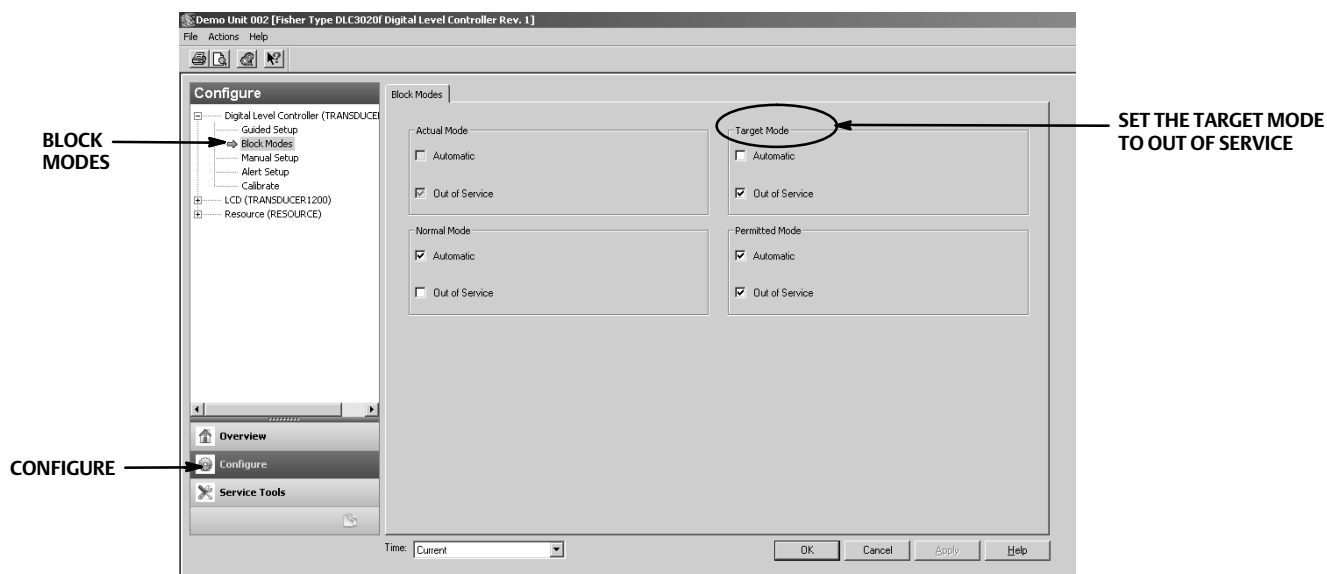 Demo Unit 002 [Fisher Type DLC3020f Digital Level Controller Rev. 1]
File Actions Help
Configure
Digital Level Controller (TRANSDUCE
Guided Setup
Block Modes
Manual Setup
Alert Setup
Calibrate
LCD (TRANSDUCER1200)
Resource (RESOURCE)
BLOCK
MODES
Block Modes
Actual Mode
Automatic
Out of Service
Target Mode
Automatic
Out of Service
SET THE TARGET MODE
TO OUT OF SERVICE
Normal Mode
Automatic
Out of Service
Permitted Mode
Automatic
Out of Service
Overview
CONFIGURE
Configure
Service Tools
Time: Current
OK Cancel Apply Help